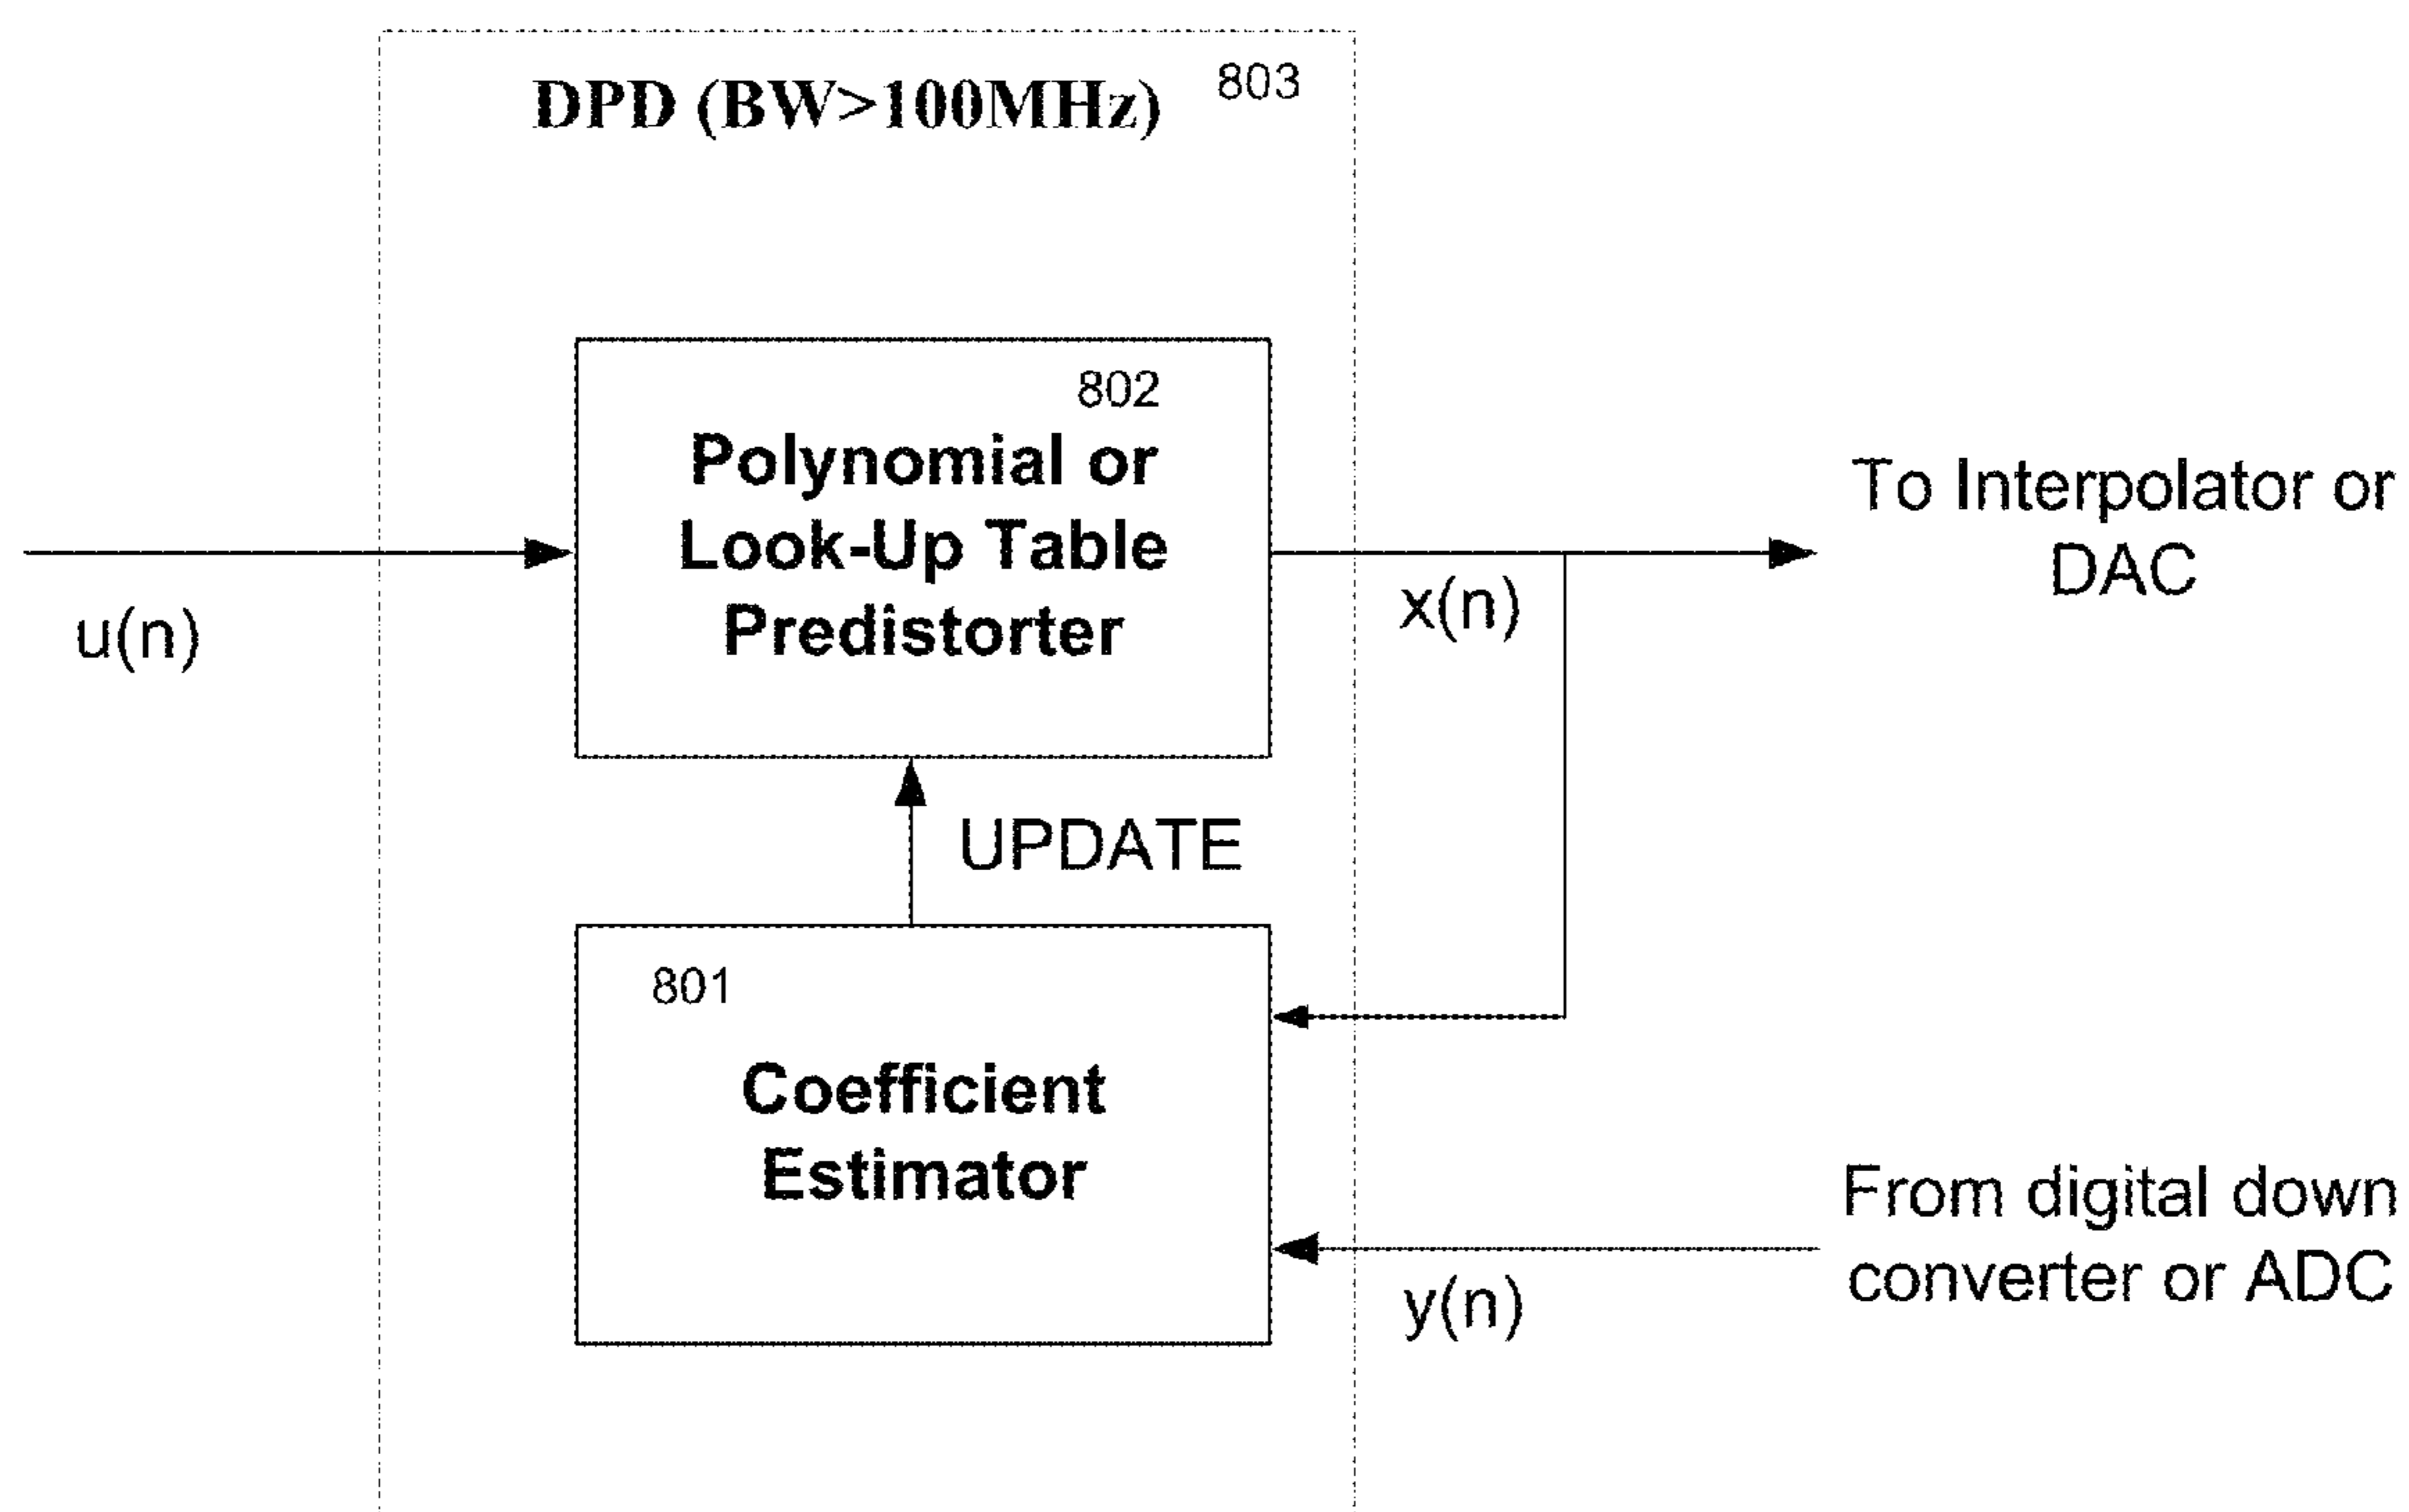 DPD (BW>100MHz)
803
802
Polynomial or
Look-Up Table
Predistorter
u(n)
x(n)
To Interpolator or
DAC
UPDATE
801
Coefficient
Estimator
y(n)
From digital down
converter or ADC